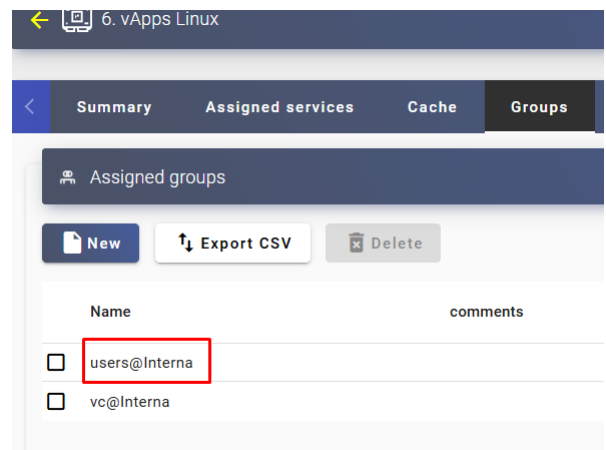 6. vApps Linux
Summary Assigned services Cache Groups
Assigned groups
New Export CSV Delete
Name comments
users@Interna
vc@Interna